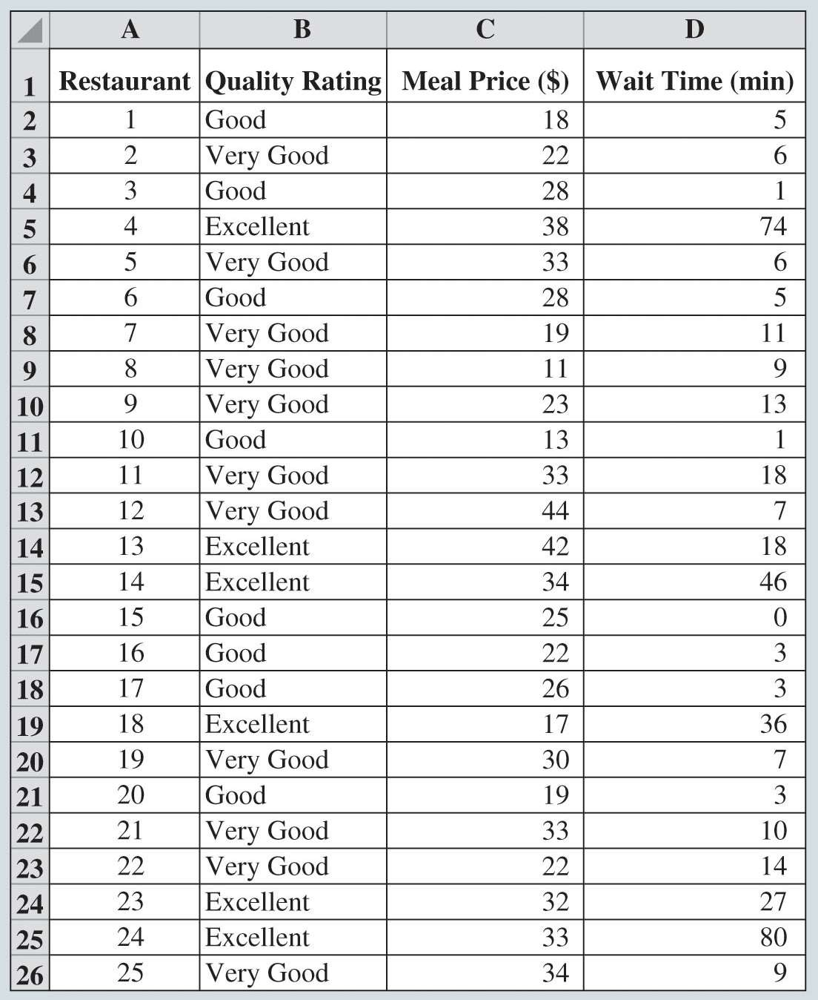 A B C D
1 Restaurant Quality Rating Meal Price ($) Wait Time (min)
2 1 Good 18 5
3 2 Very Good 22 6
4 3 Good 28 1
5 4 Excellent 38 74
6 5 Very Good 33 6
7 6 Good 28 5
8 7 Very Good 19 11
9 8 Very Good 11 9
10 9 Very Good 23 13
11 10 Good 13 1
12 11 Very Good 33 18
13 12 Very Good 44 7
14 13 Excellent 42 18
15 14 Excellent 34 46
16 15 Good 25 0
17 16 Good 22 3
18 17 Good 26 3
19 18 Excellent 17 36
20 19 Very Good 30 7
21 20 Good 19 3
22 21 Very Good 33 10
23 22 Very Good 22 14
24 23 Excellent 32 27
25 24 Excellent 33 80
26 25 Very Good 34 9